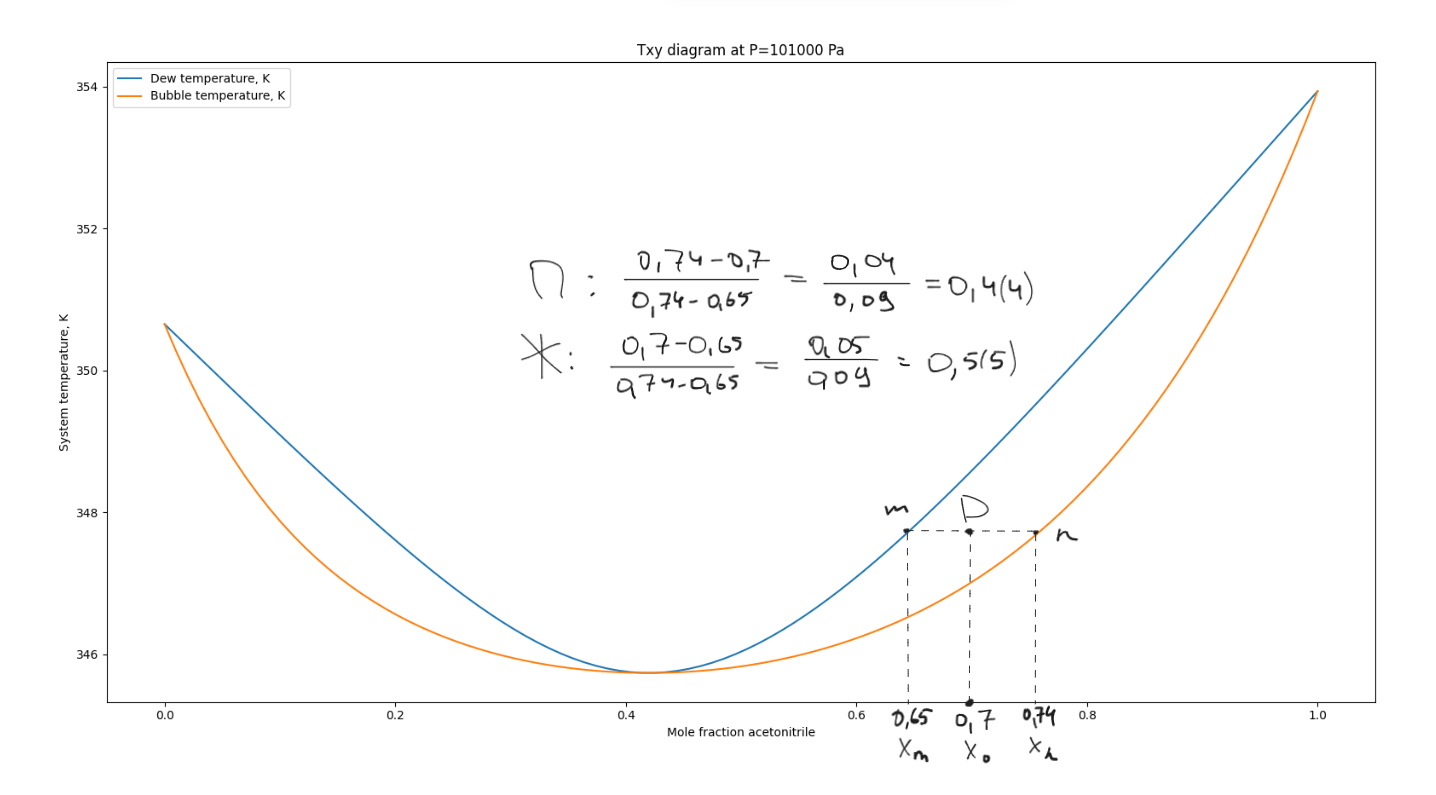 Txy diagram at P=101000 Pa
Dew temperature, K
Bubble temperature, K
354
352
350
348
346
System temperature, K
П: (0,74-0,7)/(0,74-0,65) = 0,04/0,09 = 0,4(4)
Ж: (0,7-0,65)/(0,74-0,65) = 0,05/0,09 = 0,5(5)
m D n
0.0 0.2 0.4 0.6 0,65 0,7 0,74 0.8 1.0
Mole fraction acetonitrile
Xm X₀ Xn